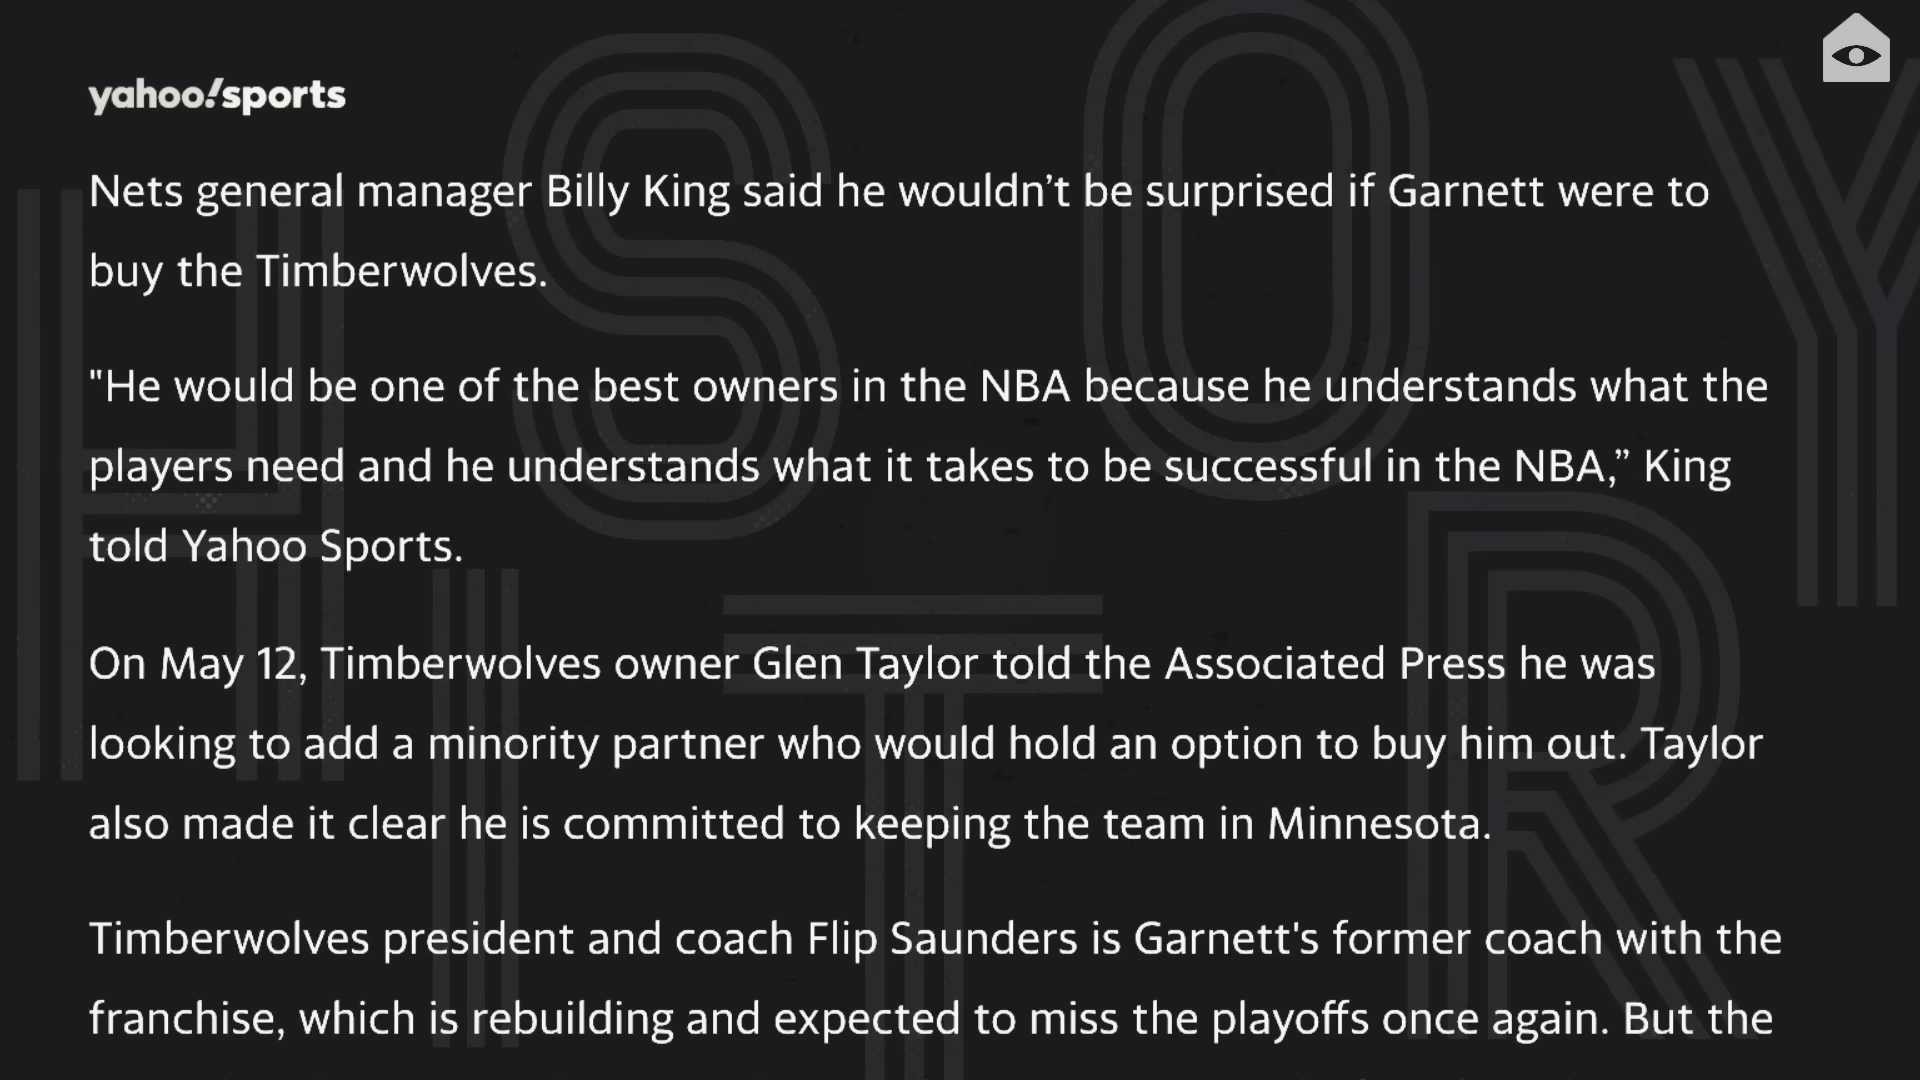 yahoo!sports
Nets general manager Billy King said he wouldn’t be surprised if Garnett were to
buy the Timberwolves.
"He would be one of the best owners in the NBA because he understands what the
players need and he understands what it takes to be successful in the NBA,” King
told Yahoo Sports.
On May 12, Timberwolves owner Glen Taylor told the Associated Press he was
looking to add a minority partner who would hold an option to buy him out. Taylor
also made it clear he is committed to keeping the team in Minnesota.
Timberwolves president and coach Flip Saunders is Garnett's former coach with the
franchise, which is rebuilding and expected to miss the playoffs once again. But the
HISTORY